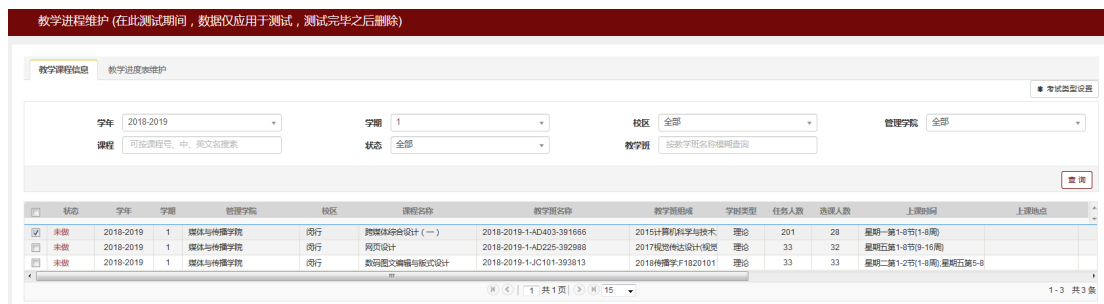 教学进程维护 (在此测试期间，数据仅应用于测试，测试完毕之后删除)
教学课程信息 教学进度表维护
考试类型设置
学年 2018-2019 学期 1 校区 全部 管理学院 全部
课程 可按课程号、中、英文名搜素 状态 全部 教学班 按教学班名称模糊查询
查 询
状态 学年 学期 管理学院 校区 课程名称 教学班名称 教学班组成 学时类型 任务人数 选课人数 上课时间 上课地点
未做 2018-2019 1 媒体与传播学院 闵行 跨媒体综合设计（一） 2018-2019-1-AD403-391666 2015计算机科学与技术; 理论 201 28 星期一第1-8节(1-8周)
未做 2018-2019 1 媒体与传播学院 闵行 网页设计 2018-2019-1-AD225-392988 2017视觉传达设计(视觉 理论 33 32 星期五第1-8节(9-16周)
未做 2018-2019 1 媒体与传播学院 闵行 数码图文编辑与版式设计 2018-2019-1-JC101-393813 2018传播学;F1820101 理论 33 33 星期二第1-2节(1-8周);星期五第5-8
1 共1页 15 1-3 共3条